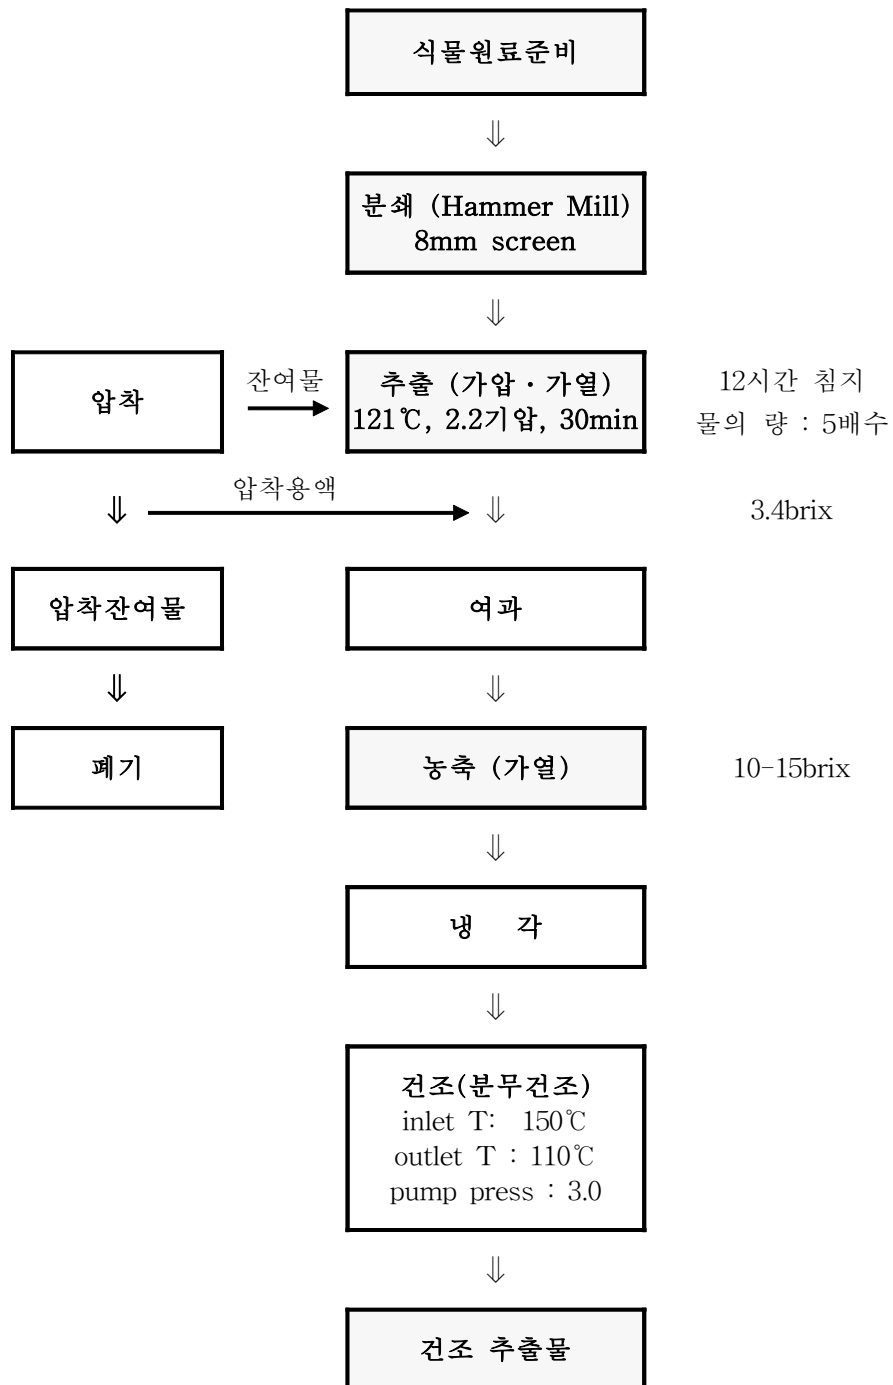 식물원료준비
⇓
분쇄 (Hammer Mill)
8mm screen
⇓
압착
잔여물
추출 (가압·가열)
121℃, 2.2기압, 30min
12시간 침지
물의 량 : 5배수
⇓
압착용액
⇓
3.4brix
압착잔여물
여과
⇓
⇓
폐기
농축 (가열)
10-15brix
⇓
냉 각
⇓
건조(분무건조)
inlet T: 150℃
outlet T : 110℃
pump press : 3.0
⇓
건조 추출물